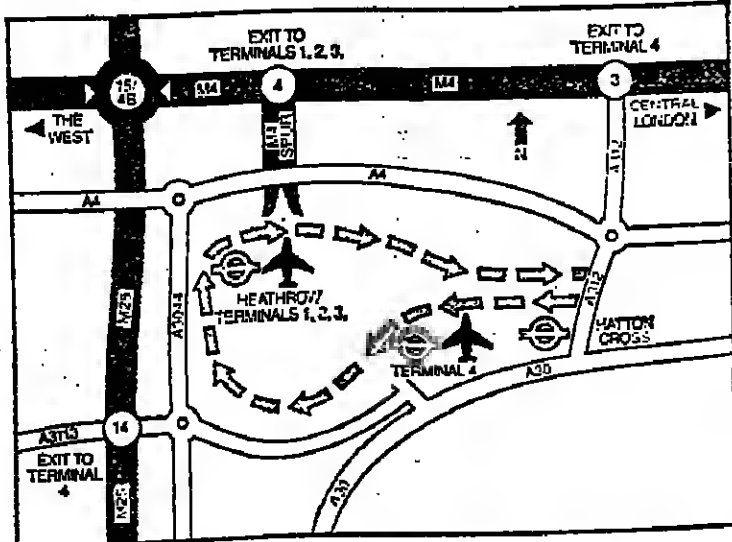 EXIT TO
TERMINALS 1, 2, 3,
EXIT TO
TERMINAL 4
15/
4B
M4
4
M4
3
THE
WEST
CENTRAL
LONDON
M4
SPUR
N
A312
A4
A4
HEATHROW
TERMINALS 1, 2, 3,
A312
M25
A3044
HATTON
CROSS
TERMINAL 4
A30
A3113
14
EXIT TO
TERMINAL
4
M25
A30